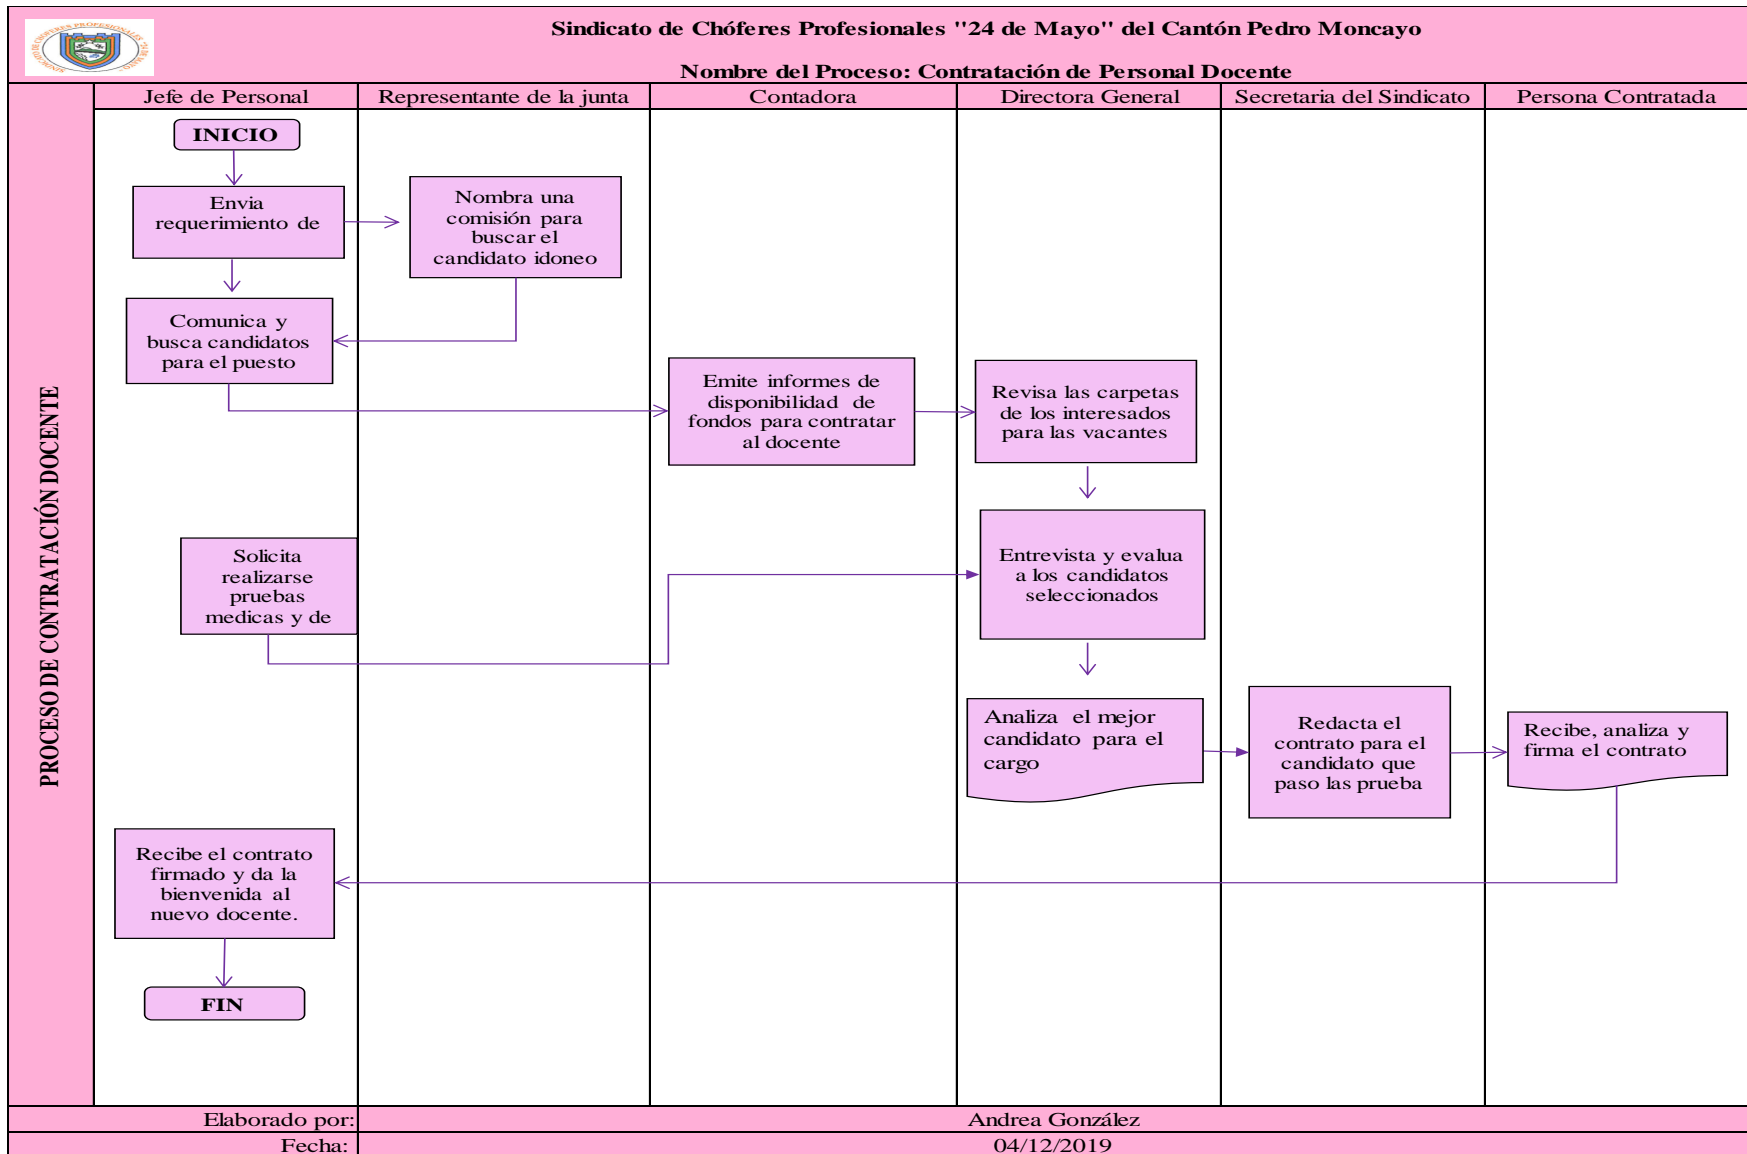 Sindicato de Chóferes Profesionales "24 de Mayo" del Cantón Pedro Moncayo
Nombre del Proceso: Contratación de Personal Docente
Jefe de Personal
Representante de la junta
Contadora
Directora General
Secretaria del Sindicato
Persona Contratada
PROCESO DE CONTRATACIÓN DOCENTE
INICIO
Envia
requerimiento de
Nombra una
comisión para
buscar el
candidato idoneo
Comunica y
busca candidatos
para el puesto
Emite informes de
disponibilidad de
fondos para contratar
al docente
Revisa las carpetas
de los interesados
para las vacantes
Solicita
realizarse
pruebas
medicas y de
Entrevista y evalua
a los candidatos
seleccionados
Analiza el mejor
candidato para el
cargo
Redacta el
contrato para el
candidato que
paso las prueba
Recibe, analiza y
firma el contrato
Recibe el contrato
firmado y da la
bienvenida al
nuevo docente.
FIN
Elaborado por:
Andrea González
Fecha:
04/12/2019